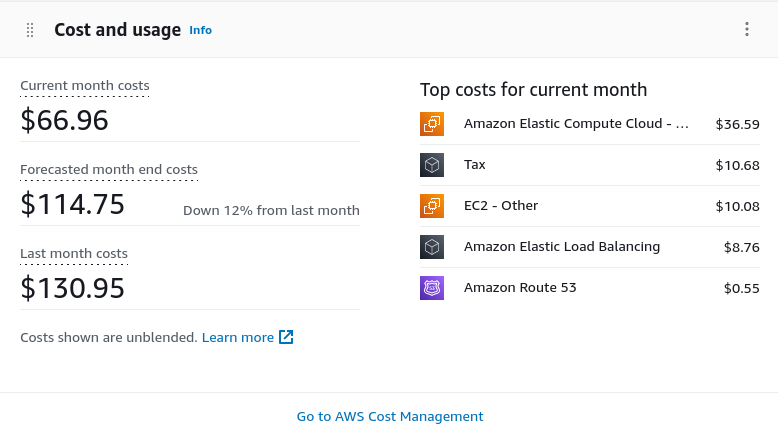 Cost and usage Info
Current month costs
$66.96
Forecasted month end costs
$114.75 Down 12% from last month
Last month costs
$130.95
Costs shown are unblended. Learn more
Top costs for current month
Amazon Elastic Compute Cloud - ... $36.59
Tax $10.68
EC2 - Other $10.08
Amazon Elastic Load Balancing $8.76
Amazon Route 53 $0.55
Go to AWS Cost Management